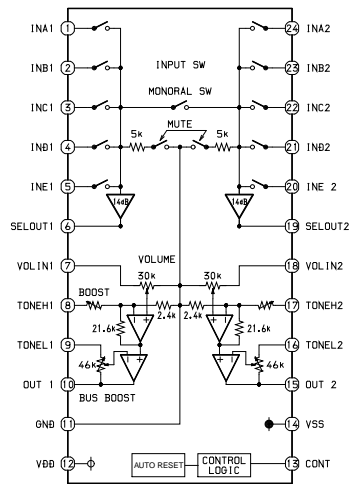 INA1 1 24 INA2
INB1 2 INPUT SW 23 INB2
MONORAL SW
INC1 3 22 INC2
MUTE
5k 5k
IND1 4 21 IND2
INE1 5 20 INE 2
14dB 14dB
SELOUT1 6 19 SELOUT2
VOLUME
VOLIN1 7 18 VOLIN2
30k 30k
BOOST
TONEH1 8 17 TONEH2
2.4k 2.4k
21.6k - + + - 21.6k
TONEL1 9 16 TONEL2
46k 46k
OUT 1 10 15 OUT 2
BUS BOOST
GND 11 14 VSS
VDD 12 AUTO RESET CONTROL LOGIC 13 CONT